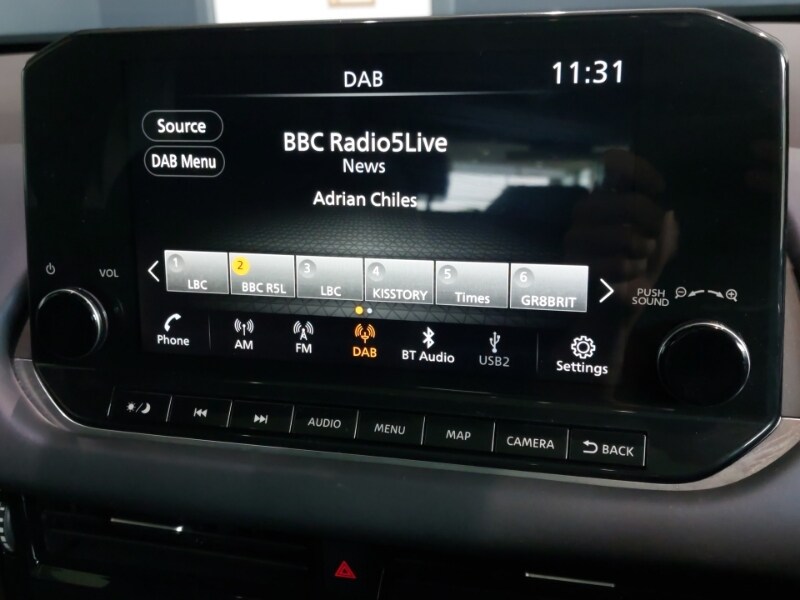 DAB
11:31
Source
DAB Menu
BBC Radio5Live
News
Adrian Chiles
1 LBC
2 BBC R5L
3 LBC
4 KISSTORY
5 Times
6 GR8BRIT
VOL
PUSH
SOUND
Phone
AM
FM
DAB
BT Audio
USB2
Settings
AUDIO
MENU
MAP
CAMERA
BACK